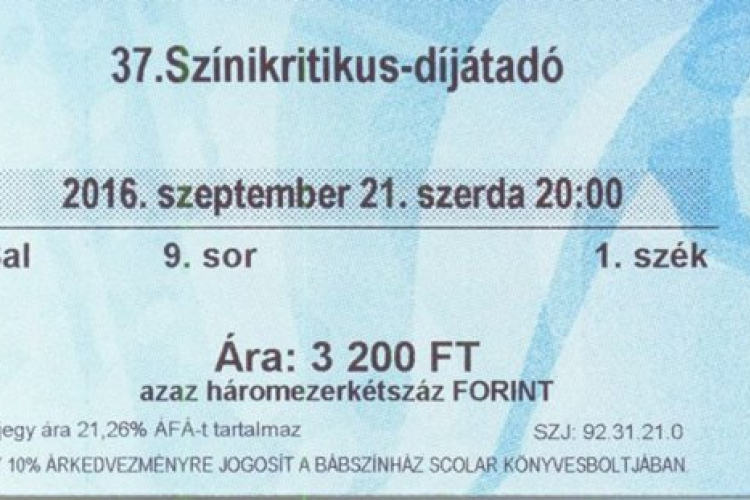 37.Színikritikus-díjátadó
2016. szeptember 21. szerda 20:00
9. sor 1. szék
Ára: 3 200 FT
azaz háromezerkétszáz FORINT
jegy ára 21,26% ÁFÁ-t tartalmaz SZJ: 92.31.21.0
10% ÁRKEDVEZMÉNYRE JOGOSÍT A BÁBSZÍNHÁZ SCOLAR KÖNYVESBOLTJÁBAN.